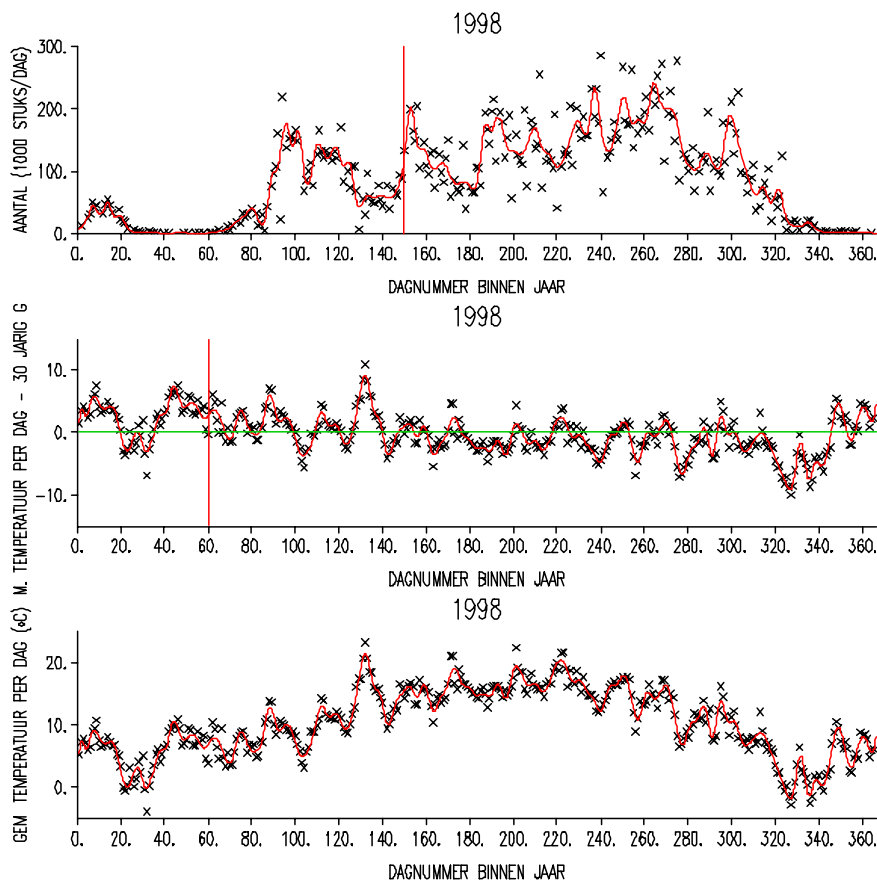 1998
AANTAL (1000 STUKS/DAG)
300.
200.
100.
0.
0. 20. 40. 60. 80. 100. 120. 140. 160. 180. 200. 220. 240. 260. 280. 300. 320. 340. 360.
DAGNUMMER BINNEN JAAR
1998
M. TEMPERATUUR PER DAG - 30 JARIG G
10.
0.
-10.
0. 20. 40. 60. 80. 100. 120. 140. 160. 180. 200. 220. 240. 260. 280. 300. 320. 340. 360.
DAGNUMMER BINNEN JAAR
1998
GEM TEMPERATUUR PER DAG (°C)
20.
10.
0.
0. 20. 40. 60. 80. 100. 120. 140. 160. 180. 200. 220. 240. 260. 280. 300. 320. 340. 360.
DAGNUMMER BINNEN JAAR